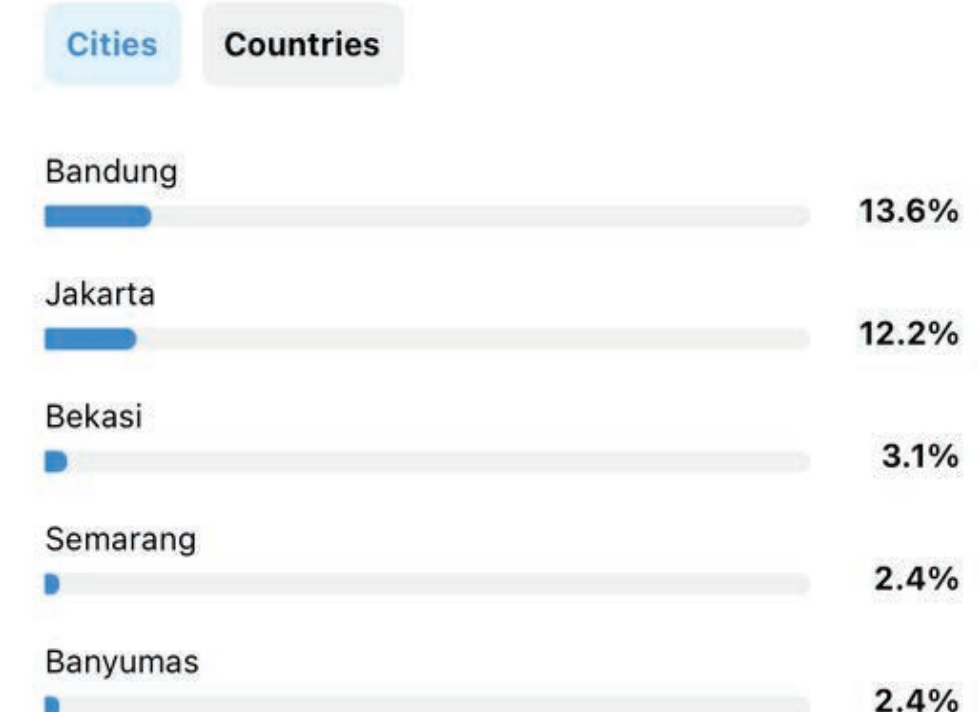 Cities Countries
Bandung
13.6%
Jakarta
12.2%
Bekasi
3.1%
Semarang
2.4%
Banyumas
2.4%